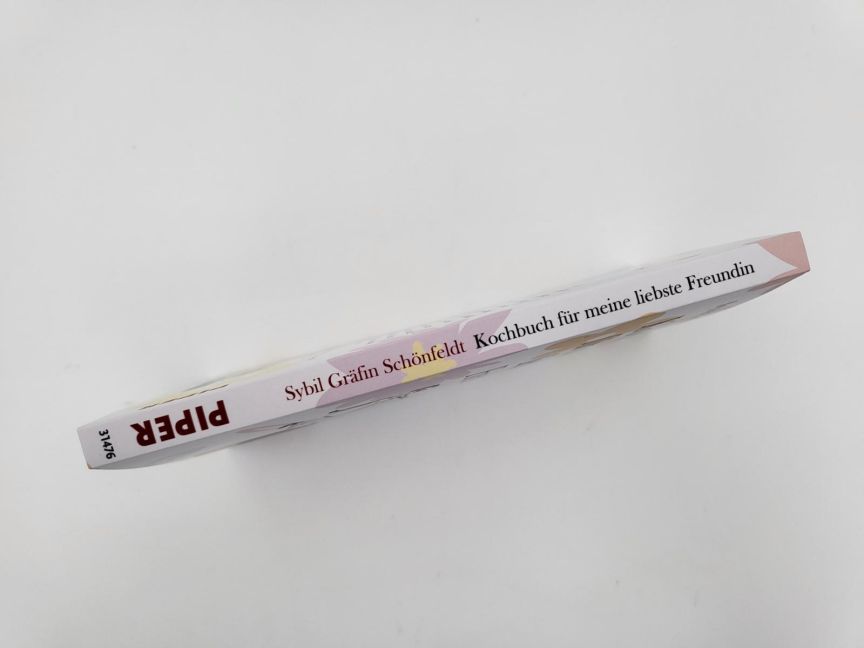 Sybil Gräfin Schönfeldt Kochbuch für meine liebste Freundin
PIPER
31476